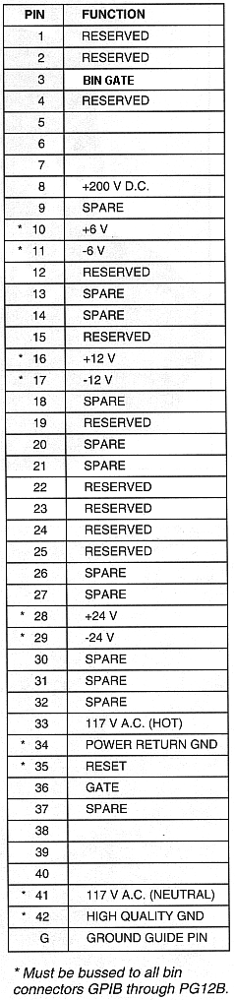 PIN FUNCTION
1 RESERVED
2 RESERVED
3 BIN GATE
4 RESERVED
5
6
7
8 +200 V D.C.
9 SPARE
* 10 +6 V
* 11 -6 V
12 RESERVED
13 SPARE
14 SPARE
15 RESERVED
* 16 +12 V
* 17 -12 V
18 SPARE
19 RESERVED
20 SPARE
21 SPARE
22 RESERVED
23 RESERVED
24 RESERVED
25 RESERVED
26 SPARE
27 SPARE
* 28 +24 V
* 29 -24 V
30 SPARE
31 SPARE
32 SPARE
33 117 V A.C. (HOT)
* 34 POWER RETURN GND
* 35 RESET
36 GATE
37 SPARE
38
39
40
* 41 117 V A.C. (NEUTRAL)
* 42 HIGH QUALITY GND
G GROUND GUIDE PIN
* Must be bussed to all bin
connectors GPIB through PG12B.